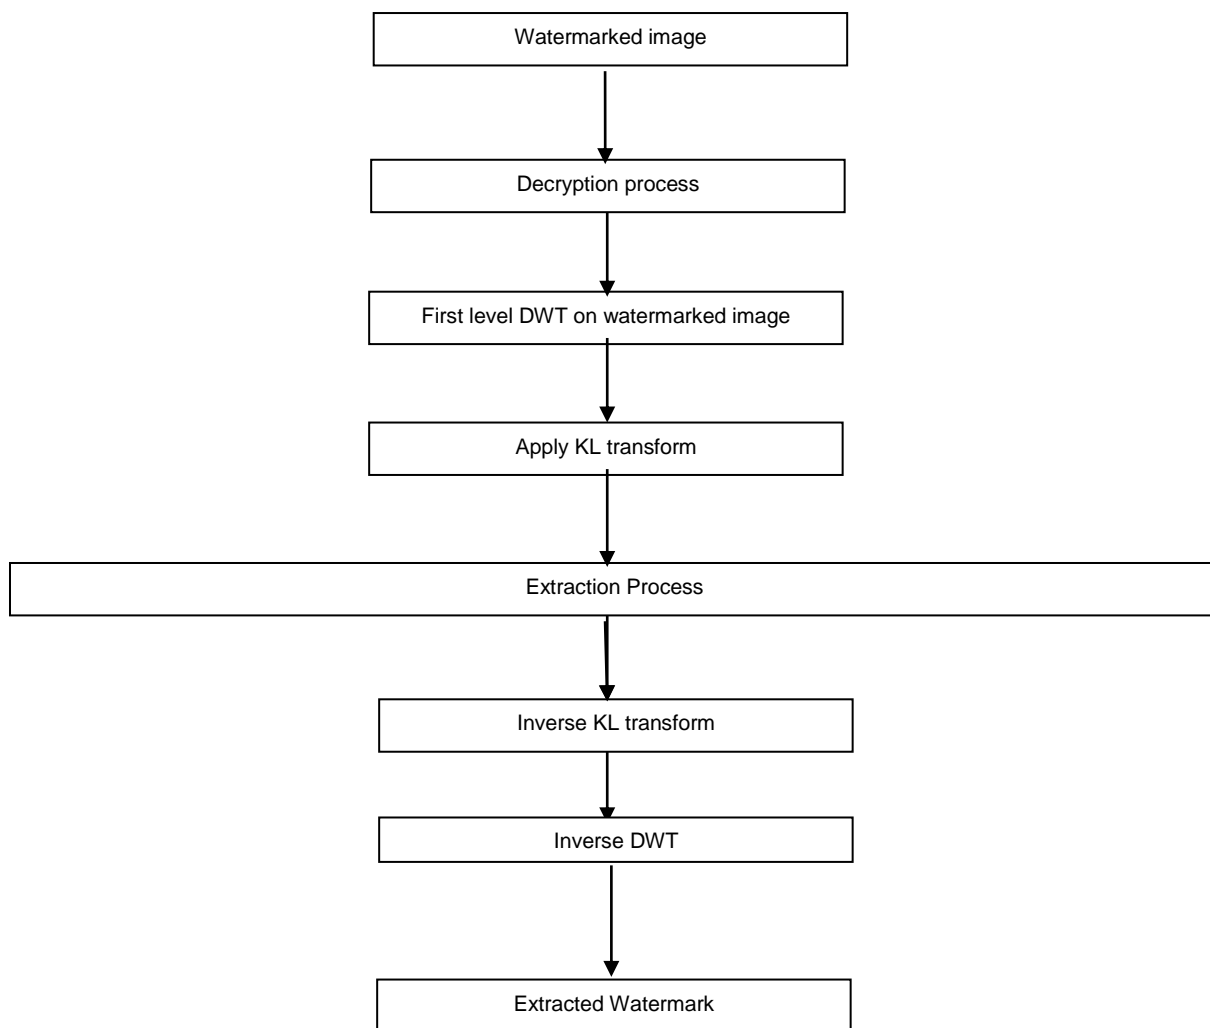 Watermarked image
Decryption process
First level DWT on watermarked image
Apply KL transform
Extraction Process
Inverse KL transform
Inverse DWT
Extracted Watermark